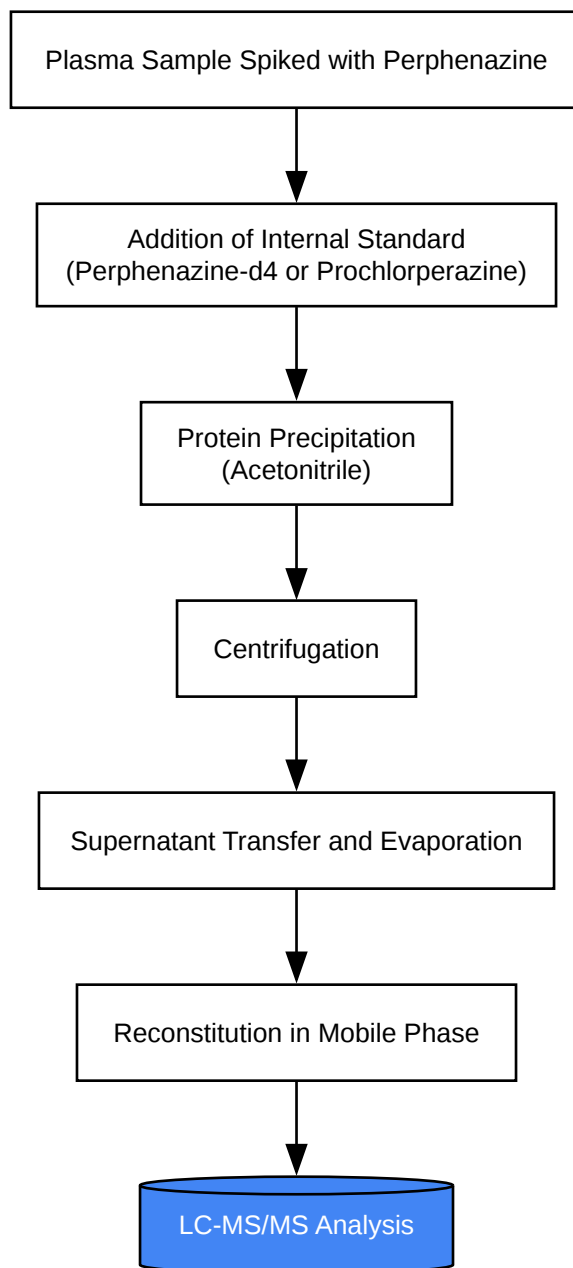 Plasma Sample Spiked with Perphenazine
Addition of Internal Standard
(Perphenazine-d4 or Prochlorperazine)
Protein Precipitation
(Acetonitrile)
Centrifugation
Supernatant Transfer and Evaporation
Reconstitution in Mobile Phase
LC-MS/MS Analysis